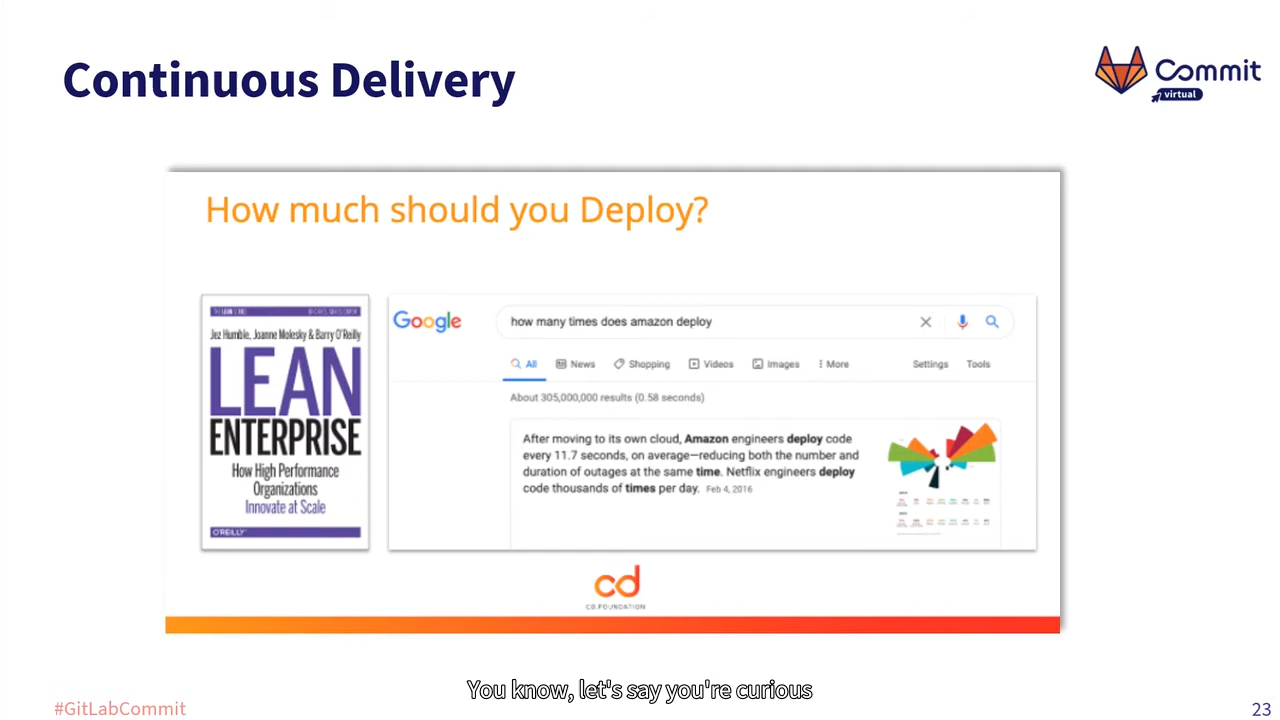 Continuous Delivery
Commit
virtual
How much should you Deploy?
Jez Humble, Joanne Molesky & Barry O'Reilly
LEAN
ENTERPRISE
How High Performance
Organizations
Innovate at Scale
O'REILLY
Google
how many times does amazon deploy
All News Shopping Videos Images More Settings Tools
About 305,000,000 results (0.58 seconds)
After moving to its own cloud, Amazon engineers deploy code
every 11.7 seconds, on average—reducing both the number and
duration of outages at the same time. Netflix engineers deploy
code thousands of times per day. Feb 4, 2016
cd
CD.FOUNDATION
You know, let's say you're curious
#GitLabCommit
23